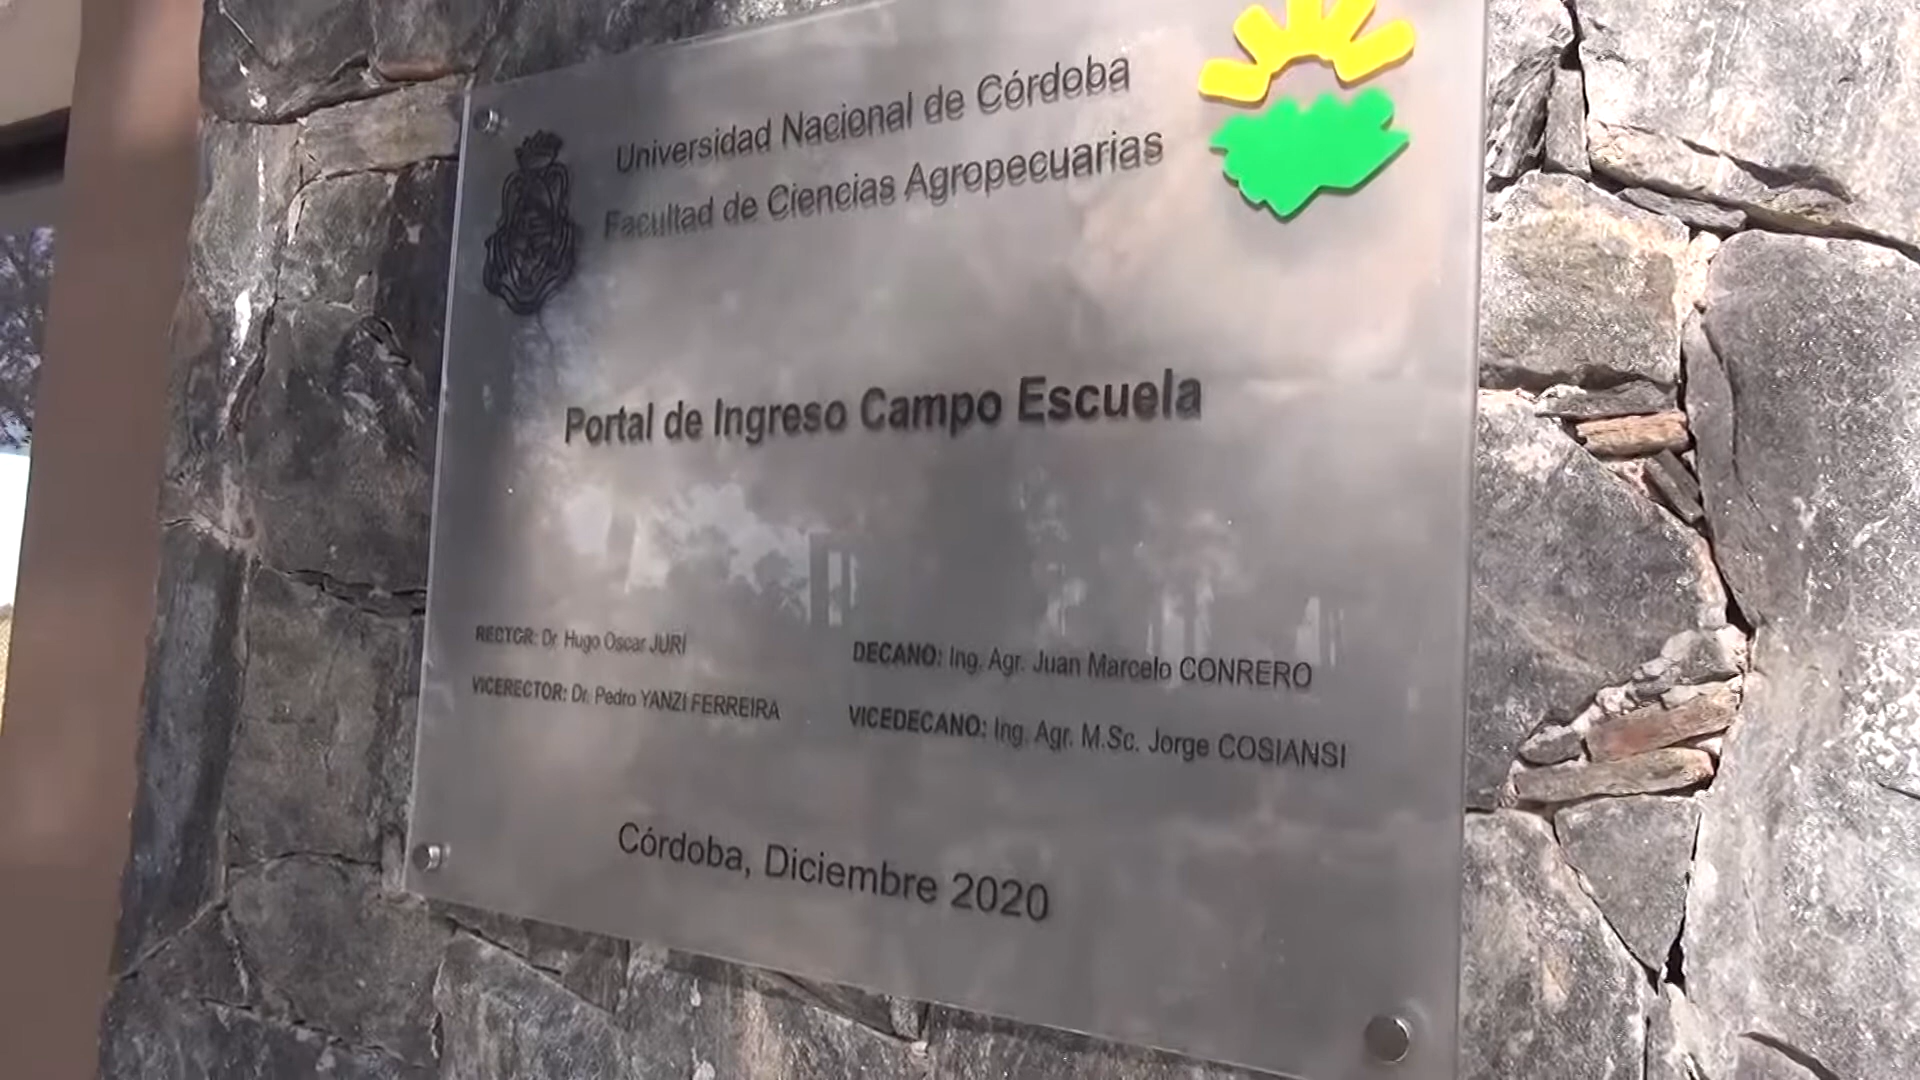 Universidad Nacional de Córdoba
Facultad de Ciencias Agropecuarias
Portal de Ingreso Campo Escuela
RECTOR: Dr. Hugo Oscar JURI
VICERECTOR: Dr. Pedro YANZI FERREIRA
DECANO: Ing. Agr. Juan Marcelo CONRERO
VICEDECANO: Ing. Agr. M.Sc. Jorge COSIANSI
Córdoba, Diciembre 2020